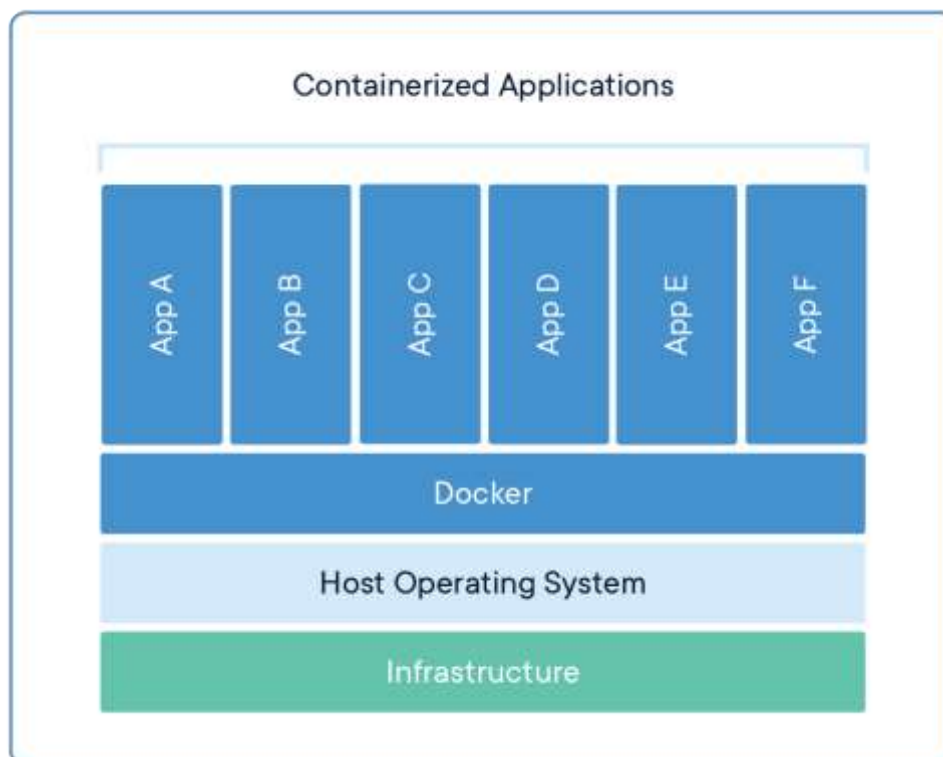 Containerized Applications
App A
App B
App C
App D
App E
App F
Docker
Host Operating System
Infrastructure